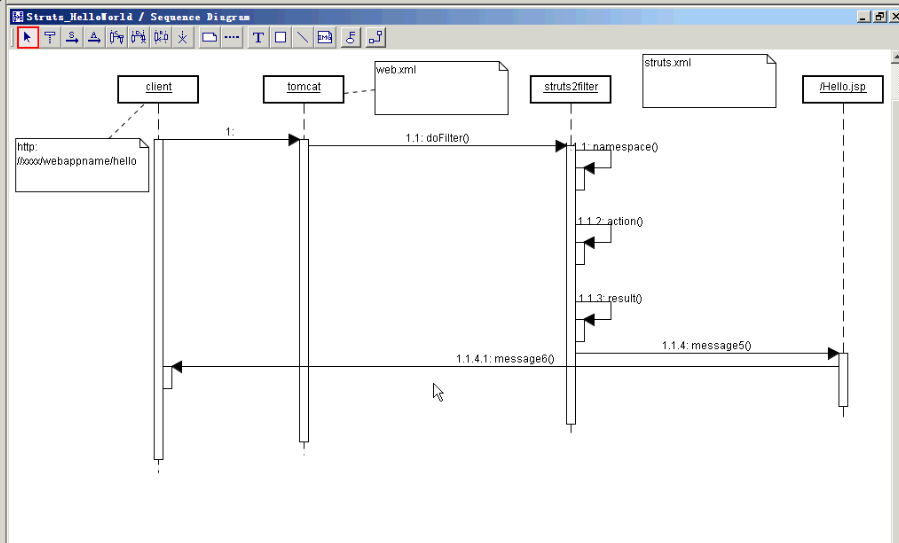 Struts_HelloWorld / Sequence Diagram
S
A
T
IMG
web.xml
struts.xml
client
tomcat
struts2filter
/Hello.jsp
1:
1.1: doFilter()
http:
//xxxx/webappname/hello
1.1: namespace()
1.1.2: action()
1.1.3: result()
1.1.4: message5()
1.1.4.1: message6()